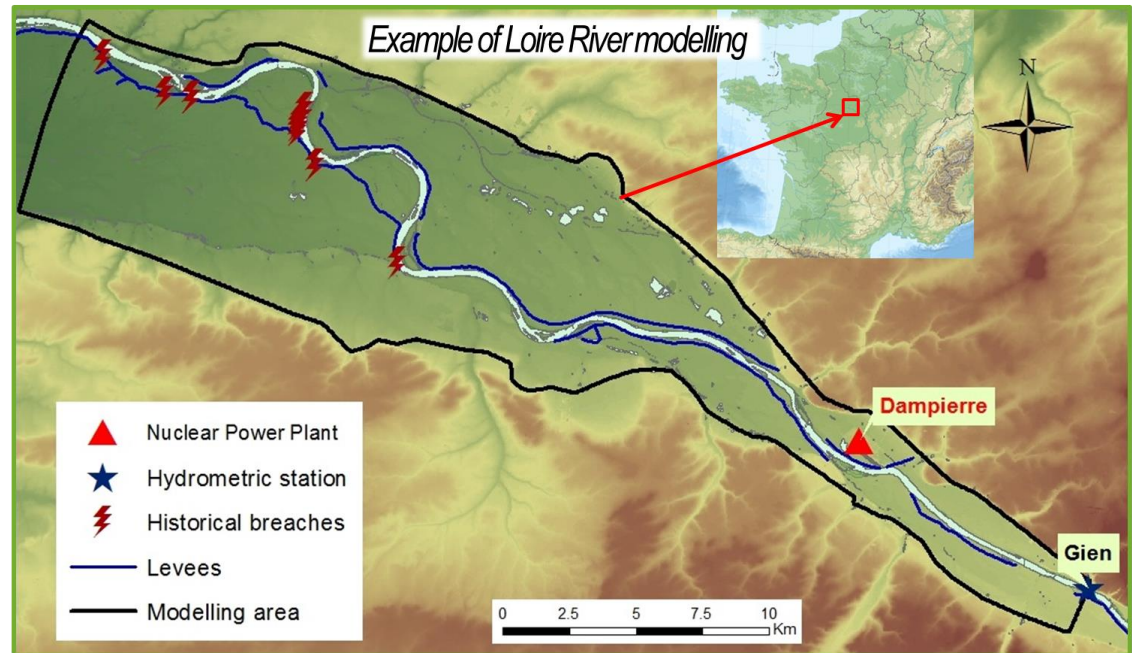 Example of Loire River modelling
N
Dampierre
Gien
Nuclear Power Plant
Hydrometric station
Historical breaches
Levees
Modelling area
0 2.5 5 7.5 10
Km